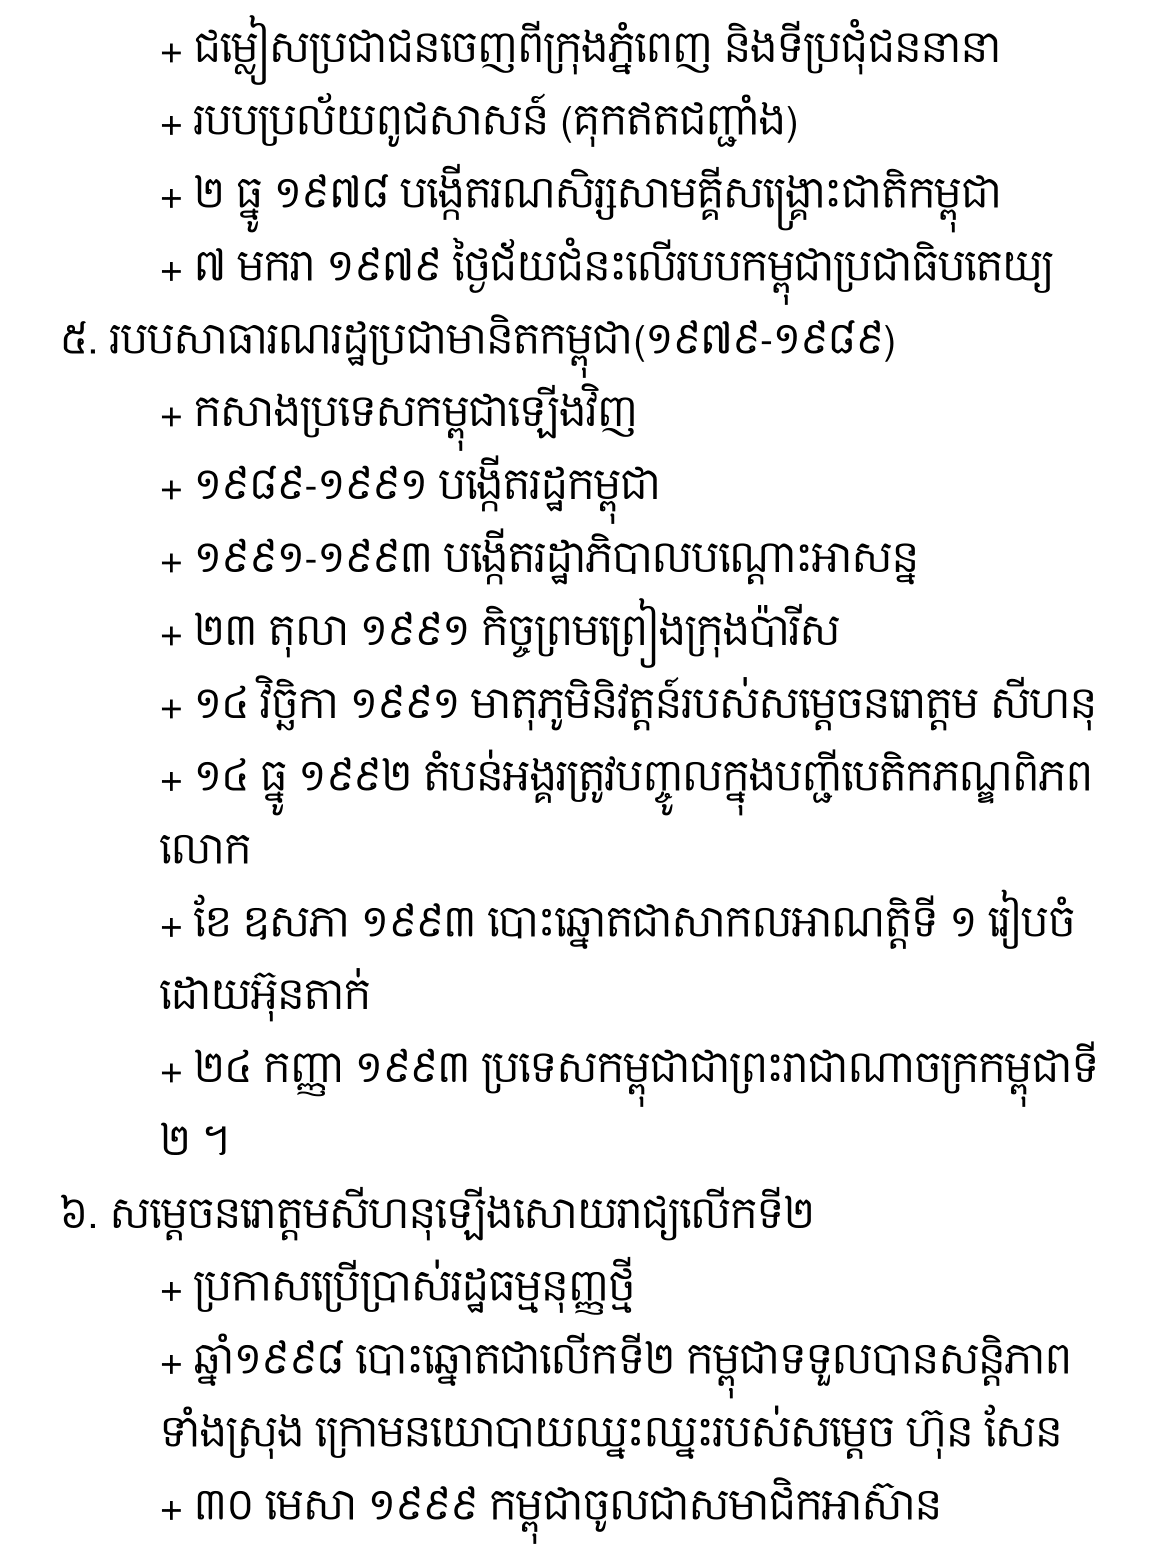 + ជម្លៀសប្រជាជនចេញពីក្រុងភ្នំពេញ និងទីប្រជុំជននានា
+ របបប្រល័យពូជសាសន៍ (គុកឥតជញ្ជាំង)
+ ២ ធ្នូ ១៩៧៨ បង្កើតរណសិរ្សសាមគ្គីសង្គ្រោះជាតិកម្ពុជា
+ ៧ មករា ១៩៧៩ ថ្ងៃជ័យជំនះលើរបបកម្ពុជាប្រជាធិបតេយ្យ
៥. របបសាធារណរដ្ឋប្រជាមានិតកម្ពុជា(១៩៧៩-១៩៨៩)
+ កសាងប្រទេសកម្ពុជាឡើងវិញ
+ ១៩៨៩-១៩៩១ បង្កើតរដ្ឋកម្ពុជា
+ ១៩៩១-១៩៩៣ បង្កើតរដ្ឋាភិបាលបណ្ដោះអាសន្ន
+ ២៣ តុលា ១៩៩១ កិច្ចព្រមព្រៀងក្រុងប៉ារីស
+ ១៤ វិច្ឆិកា ១៩៩១ មាតុភូមិនិវត្តន៍របស់សម្ដេចនរោត្តម សីហនុ
+ ១៤ ធ្នូ ១៩៩២ តំបន់អង្គរត្រូវបញ្ចូលក្នុងបញ្ជីបេតិកភណ្ឌពិភព
លោក
+ ខែ ឧសភា ១៩៩៣ បោះឆ្នោតជាសាកលអាណត្តិទី ១ រៀបចំ
ដោយអ៊ុនតាក់
+ ២៤ កញ្ញា ១៩៩៣ ប្រទេសកម្ពុជាជាព្រះរាជាណាចក្រកម្ពុជាទី
២ ។
៦. សម្ដេចនរោត្តមសីហនុឡើងសោយរាជ្យលើកទី២
+ ប្រកាសប្រើប្រាស់រដ្ឋធម្មនុញ្ញថ្មី
+ ឆ្នាំ១៩៩៨ បោះឆ្នោតជាលើកទី២ កម្ពុជាទទួលបានសន្តិភាព
ទាំងស្រុង ក្រោមនយោបាយឈ្នះឈ្នះរបស់សម្ដេច ហ៊ុន សែន
+ ៣០ មេសា ១៩៩៩ កម្ពុជាចូលជាសមាជិកអាស៊ាន